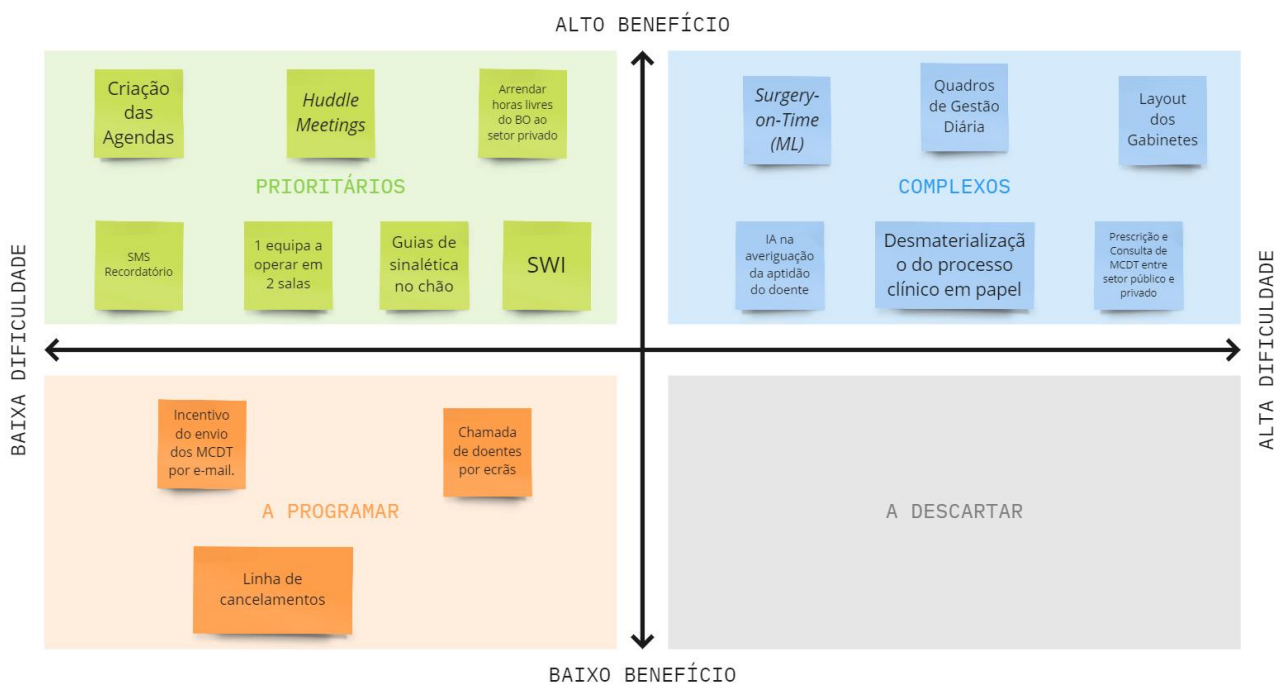 ALTO BENEFÍCIO
Criação
das
Agendas
Huddle
Meetings
Arrendar
horas livres
do BO ao
setor privado
PRIORITÁRIOS
SMS
Recordatório
1 equipa a
operar em
2 salas
Guias de
sinalética
no chão
SWI
Surgery-
on-Time
(ML)
Quadros
de Gestão
Diária
Layout
dos
Gabinetes
COMPLEXOS
IA na
averiguação
da aptidão
do doente
Desmaterializaçã
o do processo
clínico em papel
Prescrição e
Consulta de
MCDT entre
setor público e
privado
BAIXA DIFICULDADE
ALTA DIFICULDADE
Incentivo
do envio
dos MCDT
por e-mail.
Chamada
de doentes
por ecrãs
A PROGRAMAR
Linha de
cancelamentos
A DESCARTAR
BAIXO BENEFÍCIO